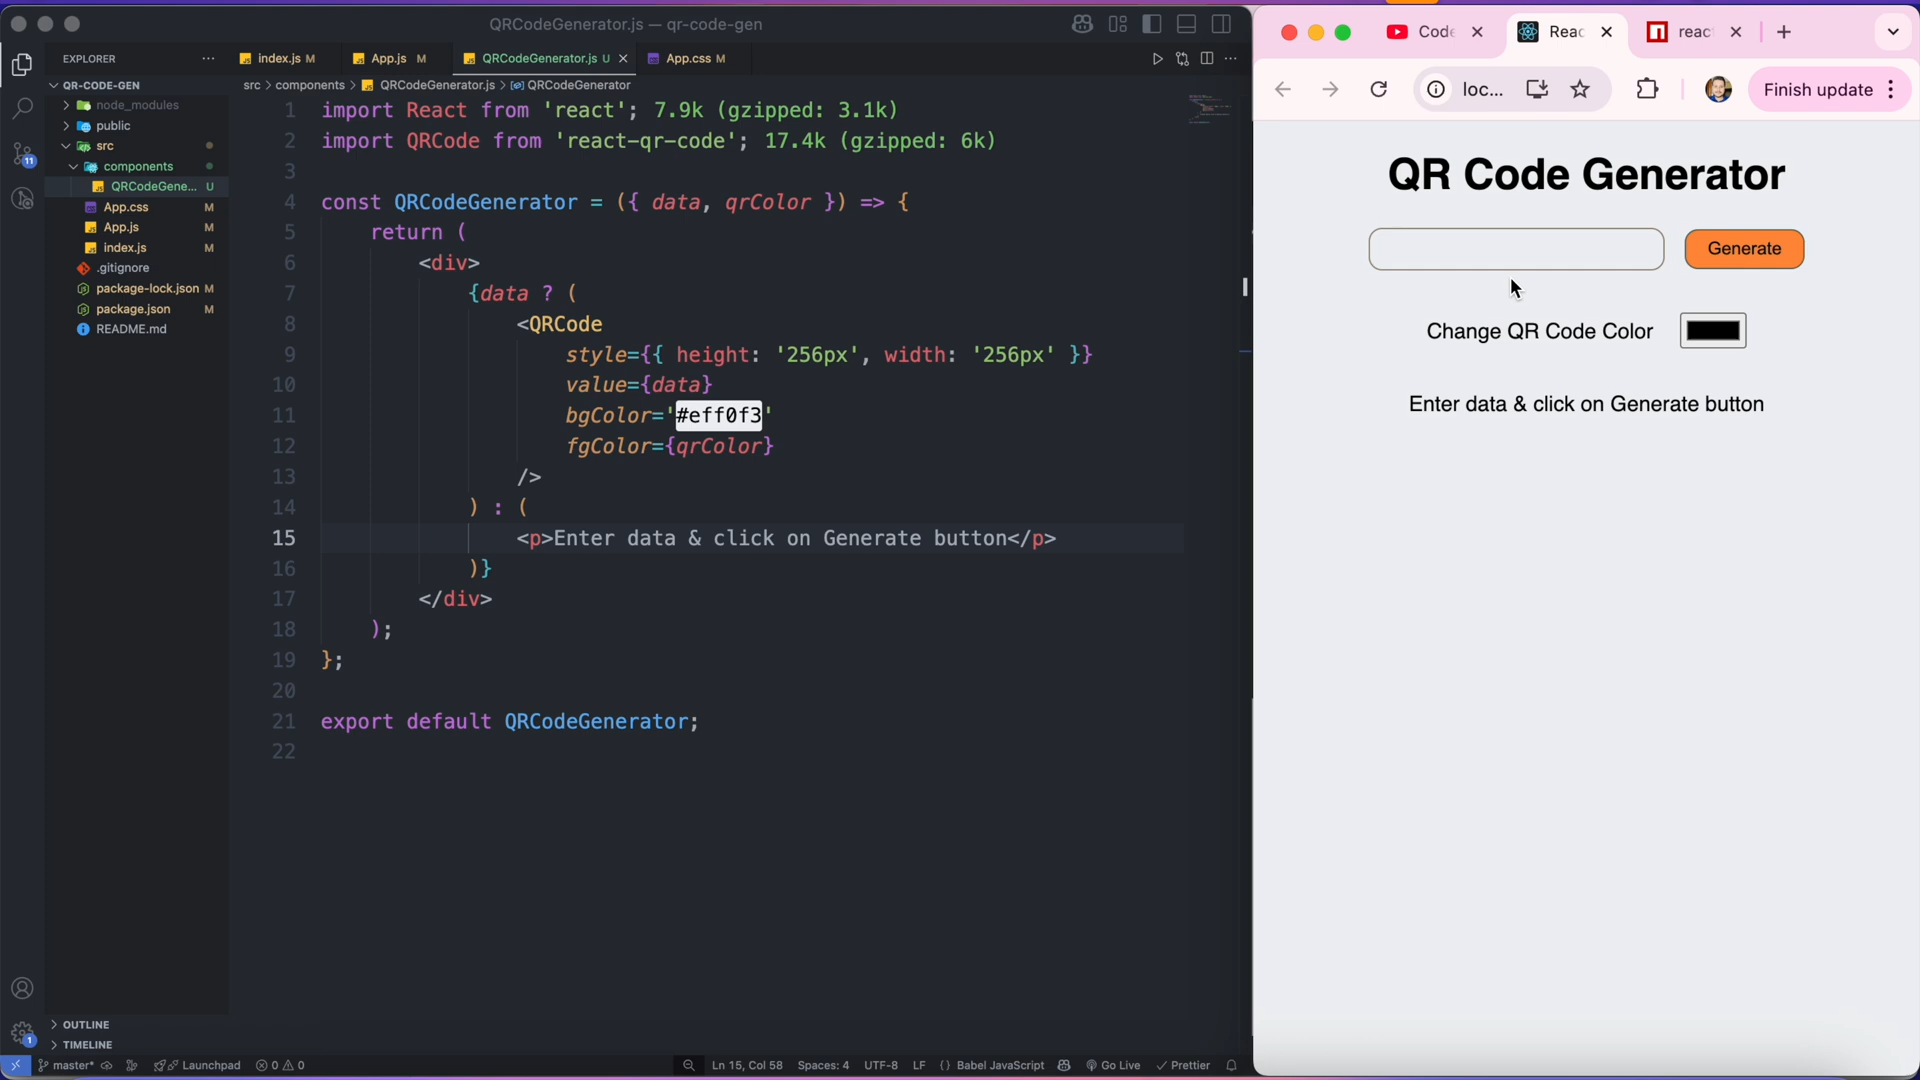 QRCodeGenerator.js — qr-code-gen
EXPLORER
QR-CODE-GEN
node_modules
public
src
components
QRCodeGene... U
App.css M
App.js M
index.js M
.gitignore
package-lock.json M
package.json M
README.md
OUTLINE
TIMELINE
11
1
index.js M
App.js M
QRCodeGenerator.js U
App.css M
src > components > QRCodeGenerator.js > QRCodeGenerator
1 import React from 'react'; 7.9k (gzipped: 3.1k)
2 import QRCode from 'react-qr-code'; 17.4k (gzipped: 6k)
3
4 const QRCodeGenerator = ({ data, qrColor }) => {
5 return (
6 <div>
7 {data ? (
8 <QRCode
9 style={{ height: '256px', width: '256px' }}
10 value={data}
11 bgColor='#eff0f3'
12 fgColor={qrColor}
13 />
14 ) : (
15 <p>Enter data & click on Generate button</p>
16 )}
17 </div>
18 );
19 };
20
21 export default QRCodeGenerator;
22
master*
Launchpad
0 0
Ln 15, Col 58
Spaces: 4
UTF-8
LF
{} Babel JavaScript
Go Live
Prettier
Code
Reac
reac
loc...
Finish update
QR Code Generator
Generate
Change QR Code Color
Enter data & click on Generate button